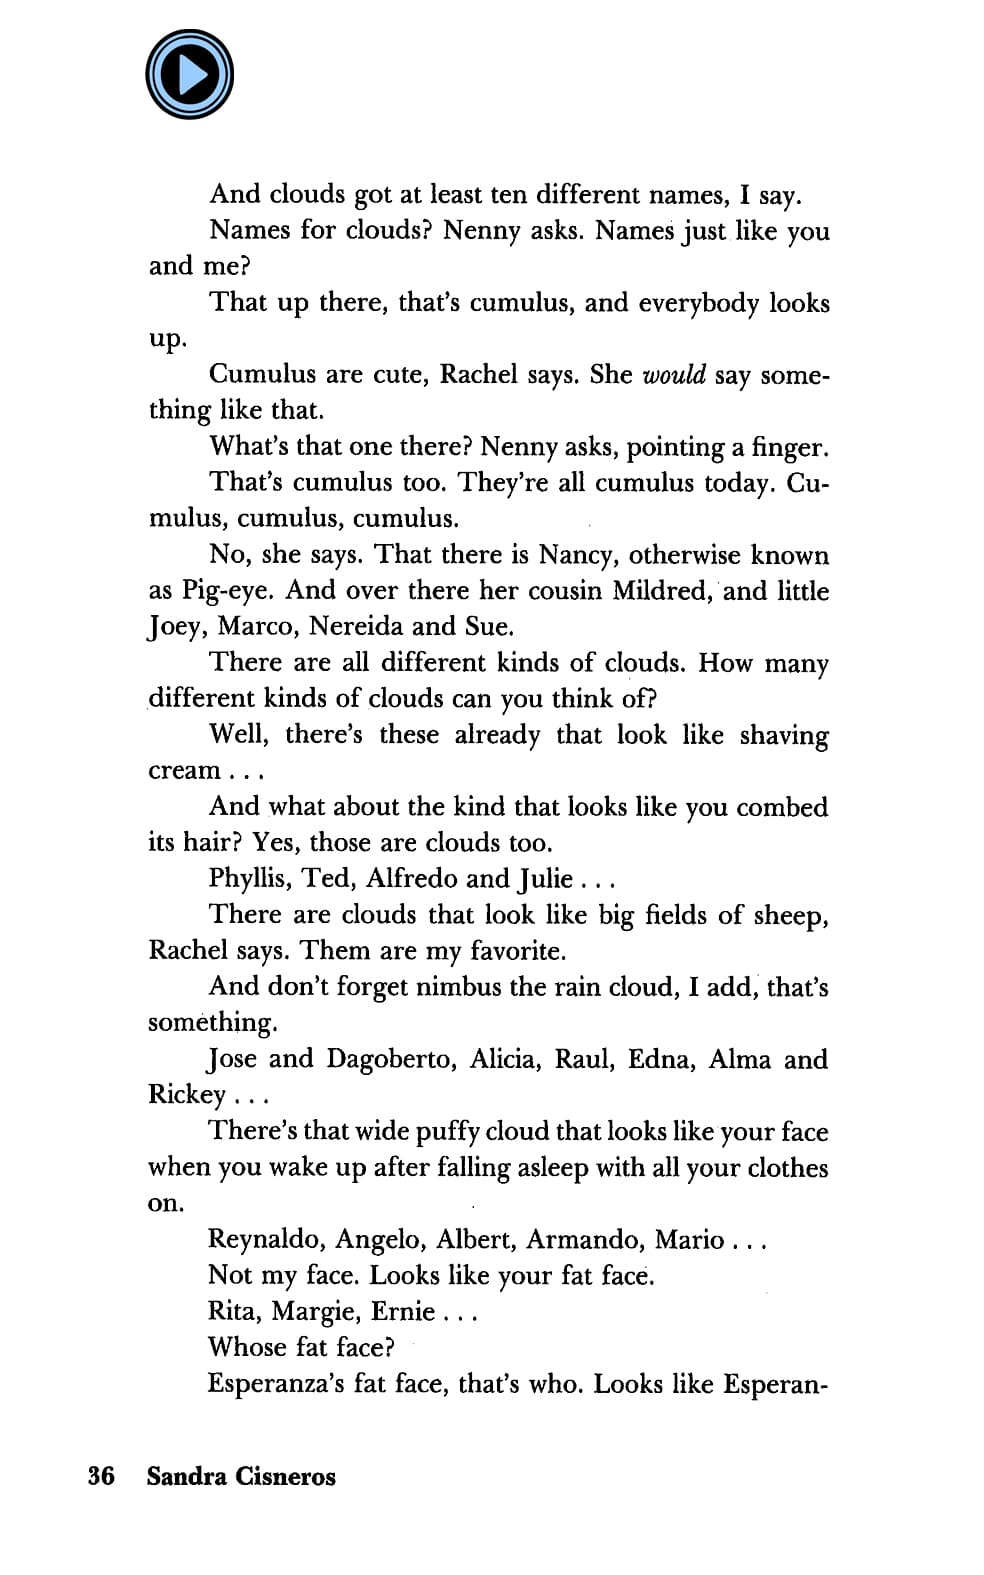 And clouds got at least ten different names, I say.
Names for clouds? Nenny asks. Names just like you
and me?
That up there, that's cumulus, and everybody looks
up.
Cumulus are cute, Rachel says. She would say some-
thing like that.
What's that one there? Nenny asks, pointing a finger.
That's cumulus too. They're all cumulus today. Cu-
mulus, cumulus, cumulus.
No, she says. That there is Nancy, otherwise known
as Pig-eye. And over there her cousin Mildred, and little
Joey, Marco, Nereida and Sue.
There are all different kinds of clouds. How many
different kinds of clouds can you think of?
Well, there's these already that look like shaving
cream . . .
And what about the kind that looks like you combed
its hair? Yes, those are clouds too.
Phyllis, Ted, Alfredo and Julie . . .
There are clouds that look like big fields of sheep,
Rachel says. Them are my favorite.
And don't forget nimbus the rain cloud, I add, that's
something.
Jose and Dagoberto, Alicia, Raul, Edna, Alma and
Rickey . . .
There's that wide puffy cloud that looks like your face
when you wake up after falling asleep with all your clothes
on.
Reynaldo, Angelo, Albert, Armando, Mario . . .
Not my face. Looks like your fat face.
Rita, Margie, Ernie . . .
Whose fat face?
Esperanza's fat face, that's who. Looks like Esperan-
36 Sandra Cisneros